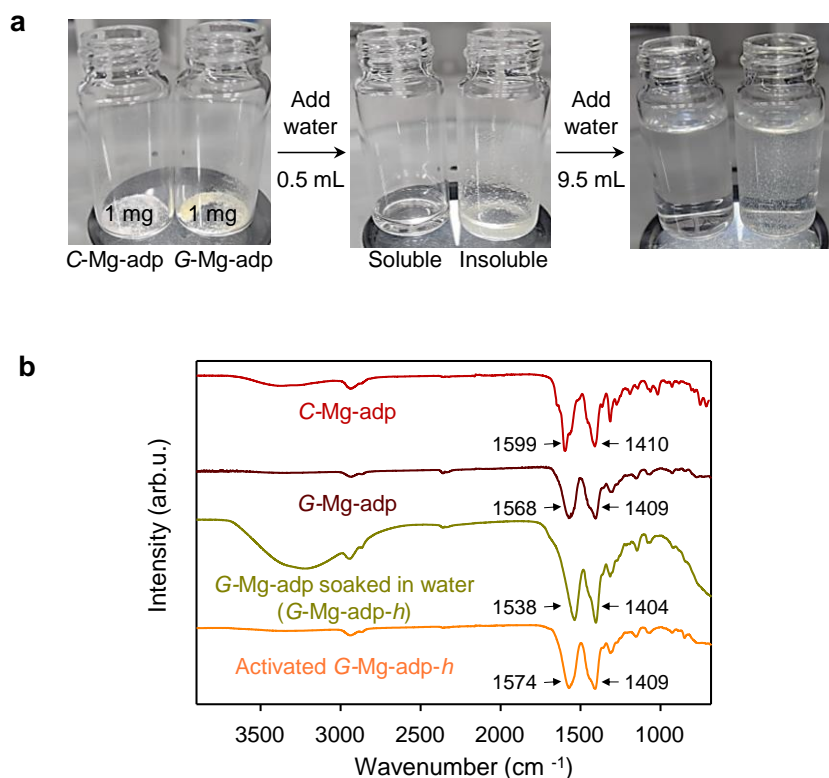 a
Add
water
0.5 mL
Add
water
9.5 mL
1 mg
1 mg
C-Mg-adp
G-Mg-adp
Soluble
Insoluble
b
C-Mg-adp
1599
1410
G-Mg-adp
1568
1409
G-Mg-adp soaked in water
(G-Mg-adp-h)
1538
1404
Activated G-Mg-adp-h
1574
1409
Intensity (arb.u.)
3500
3000
2500
2000
1500
1000
Wavenumber (cm -1)